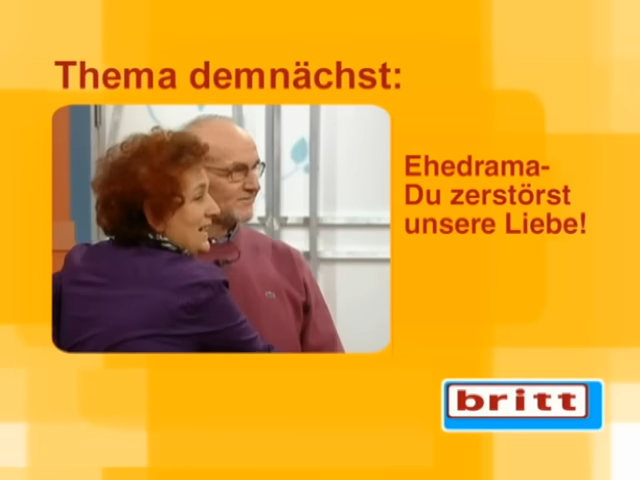 Thema demnächst:
Ehedrama-
Du zerstörst
unsere Liebe!
britt